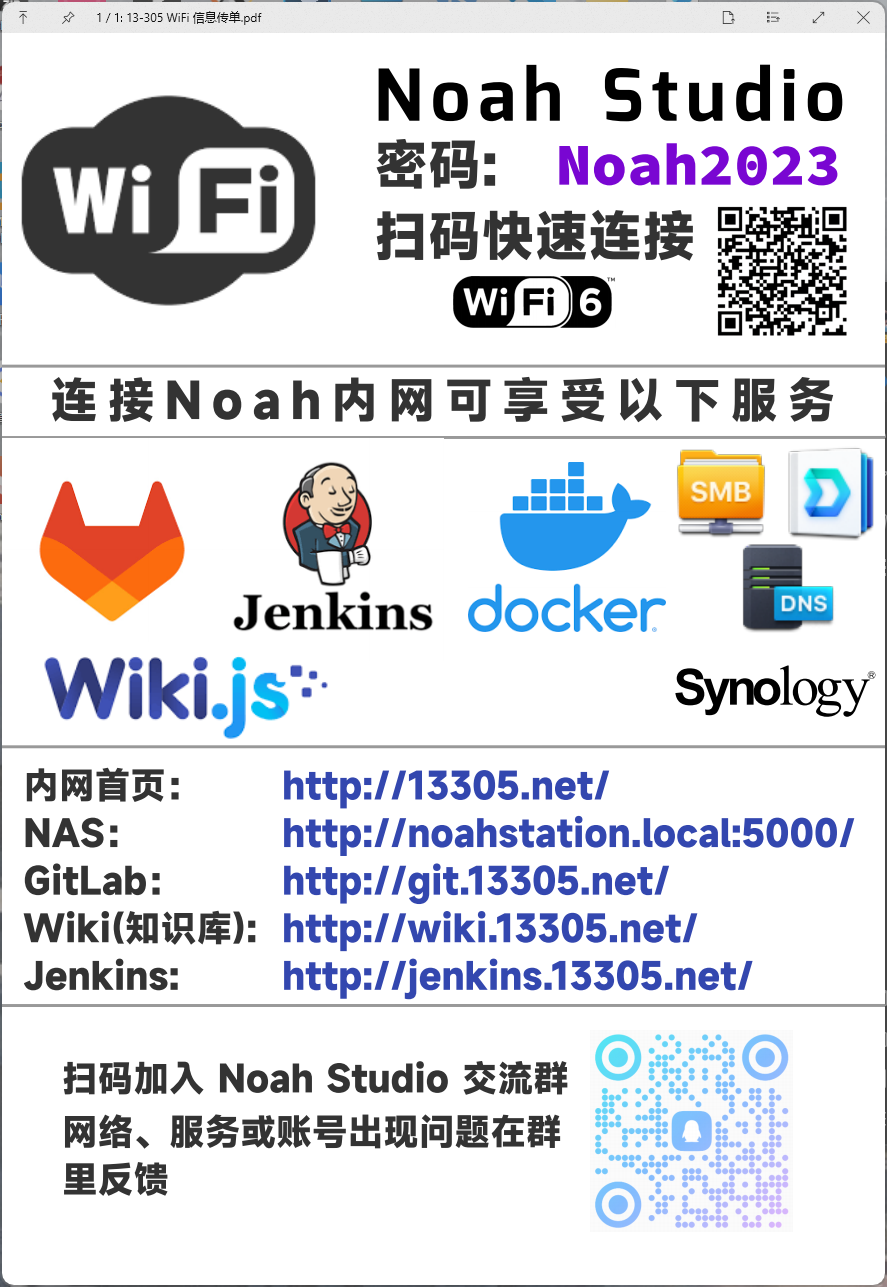 1 / 1: 13-305 WiFi 信息传单.pdf
Wi Fi
Noah Studio
密码: Noah2023
扫码快速连接
Wi Fi 6 ™
连接Noah内网可享受以下服务
SMB
Jenkins
docker
DNS
Wiki.js
Synology®
内网首页: http://13305.net/
NAS: http://noahstation.local:5000/
GitLab: http://git.13305.net/
Wiki(知识库): http://wiki.13305.net/
Jenkins: http://jenkins.13305.net/
扫码加入 Noah Studio 交流群
网络、服务或账号出现问题在群
里反馈